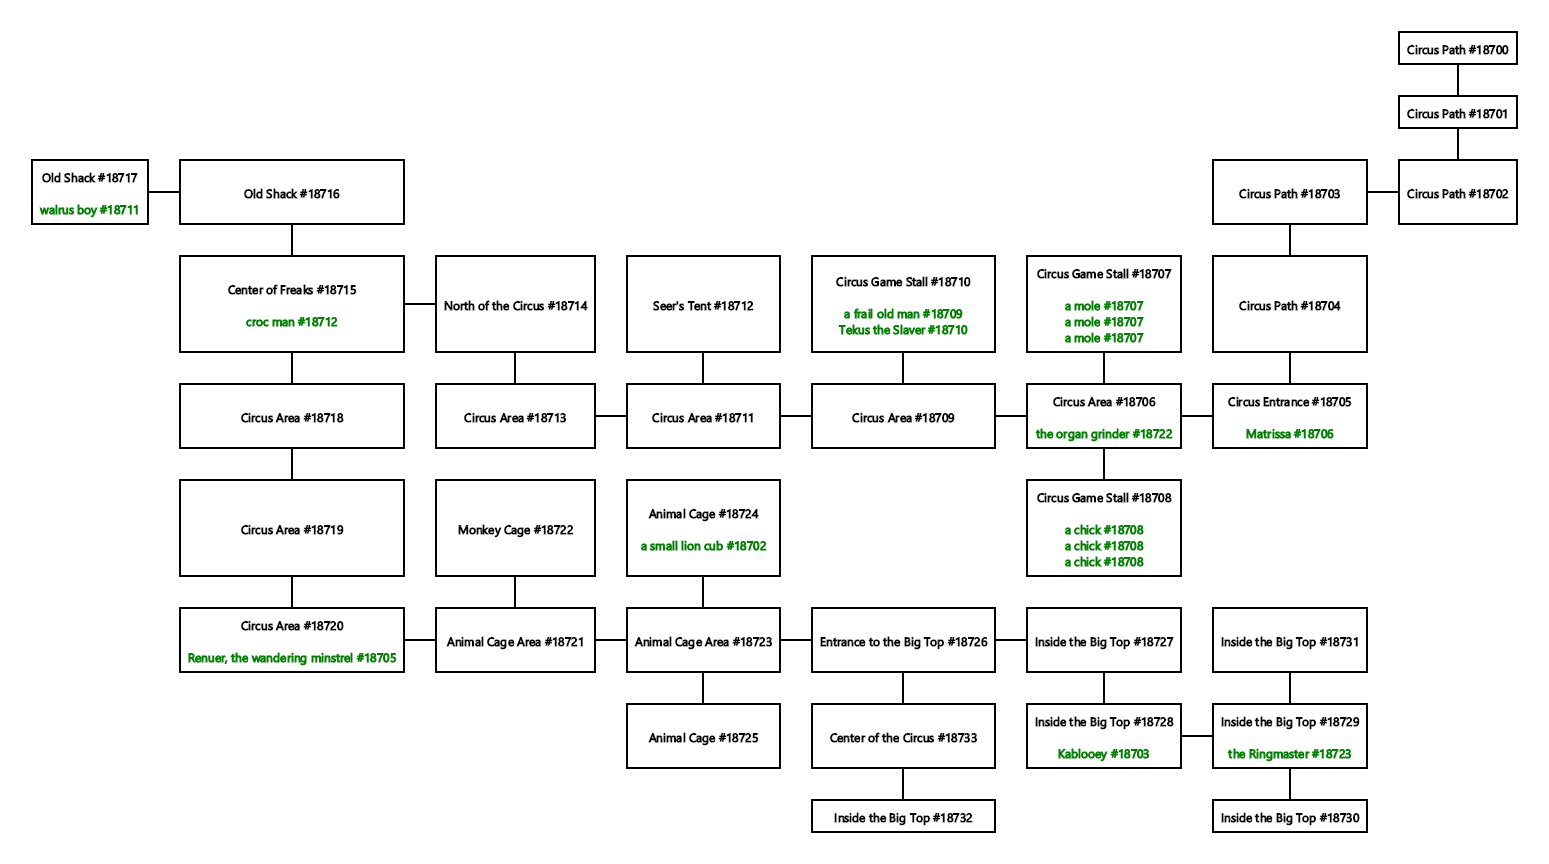 Circus Path #18700
Circus Path #18701
Old Shack #18717
walrus boy #18711
Old Shack #18716
Circus Path #18703
Circus Path #18702
Center of Freaks #18715
croc man #18712
North of the Circus #18714
Seer's Tent #18712
Circus Game Stall #18710
a frail old man #18709
Tekus the Slaver #18710
Circus Game Stall #18707
a mole #18707
a mole #18707
a mole #18707
Circus Path #18704
Circus Area #18718
Circus Area #18713
Circus Area #18711
Circus Area #18709
Circus Area #18706
the organ grinder #18722
Circus Entrance #18705
Matrissa #18706
Circus Area #18719
Monkey Cage #18722
Animal Cage #18724
a small lion cub #18702
Circus Game Stall #18708
a chick #18708
a chick #18708
a chick #18708
Circus Area #18720
Renuer, the wandering minstrel #18705
Animal Cage Area #18721
Animal Cage Area #18723
Entrance to the Big Top #18726
Inside the Big Top #18727
Inside the Big Top #18731
Animal Cage #18725
Center of the Circus #18733
Inside the Big Top #18728
Kablooey #18703
Inside the Big Top #18729
the Ringmaster #18723
Inside the Big Top #18732
Inside the Big Top #18730